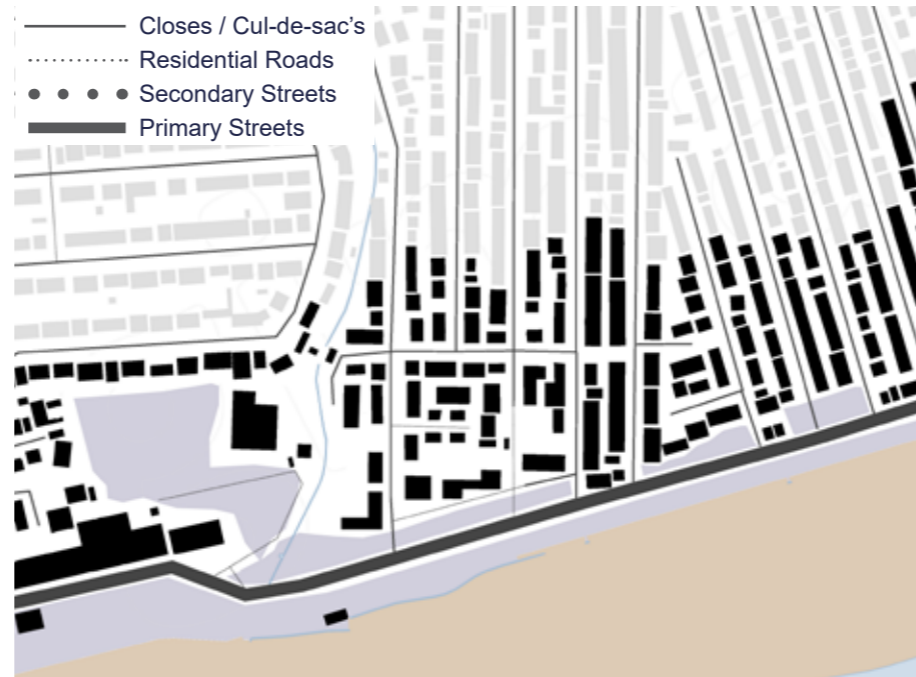 Closes / Cul-de-sac’s
Residential Roads
Secondary Streets
Primary Streets